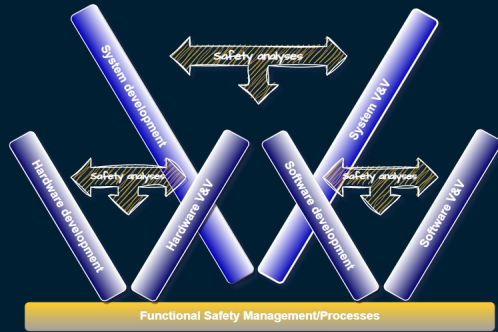 Safety analyses
System development
System V&V
Hardware development
Safety analyses
Hardware V&V
Software development
Safety analyses
Software V&V
Functional Safety Management/Processes